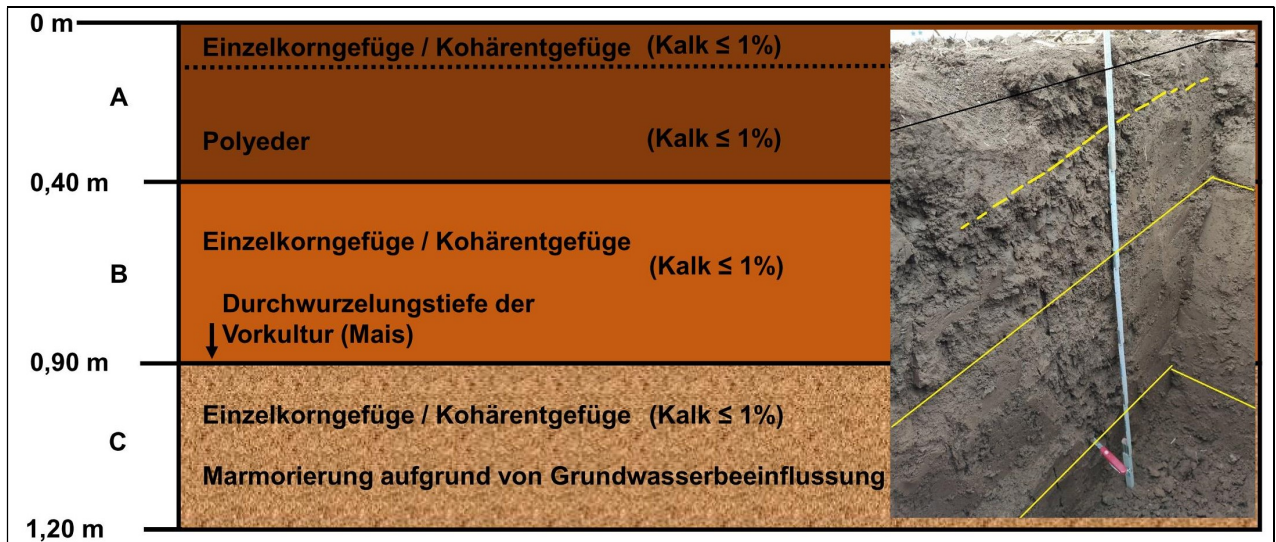 0 m
Einzelkorngefüge / Kohärentgefüge (Kalk ≤ 1%)
A
Polyeder (Kalk ≤ 1%)
0,40 m
Einzelkorngefüge / Kohärentgefüge
(Kalk ≤ 1%)
B
Durchwurzelungstiefe der
Vorkultur (Mais)
0,90 m
Einzelkorngefüge / Kohärentgefüge (Kalk ≤ 1%)
C
Marmorierung aufgrund von Grundwasserbeeinflussung
1,20 m